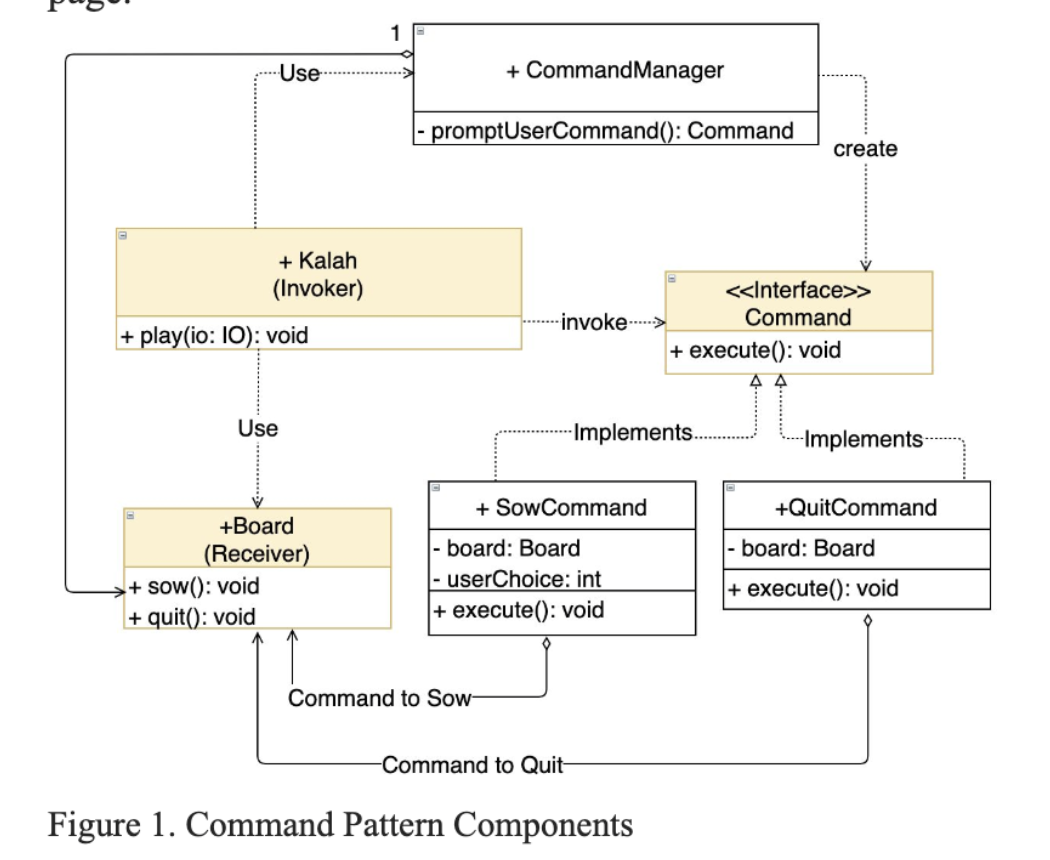 page.
1
Use
+ CommandManager
- promptUserCommand(): Command
create
+ Kalah
(Invoker)
+ play(io: IO): void
invoke
<<Interface>>
Command
+ execute(): void
Use
Implements
Implements
+Board
(Receiver)
+ sow(): void
+ quit(): void
+ SowCommand
- board: Board
- userChoice: int
+ execute(): void
+QuitCommand
- board: Board
+ execute(): void
Command to Sow
Command to Quit
Figure 1. Command Pattern Components